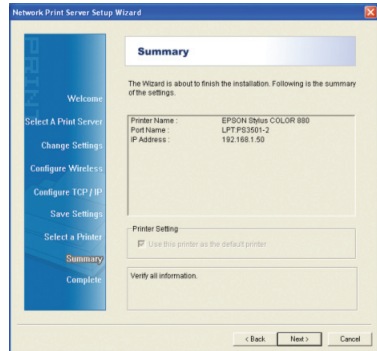 Network Print Server Setup Wizard
PRINT
Summary
The Wizard is about to finish the installation. Following is the summary
of the settings.
Welcome
Select A Print Server
Change Settings
Configure Wireless
Configure TCP / IP
Save Settings
Select a Printer
Summary
Complete
Printer Name : EPSON Stylus COLOR 880
Port Name : LPT:PS3501-2
IP Address : 192.168.1.50
Printer Setting
Use this printer as the default printer
Verify all information.
< Back Next > Cancel